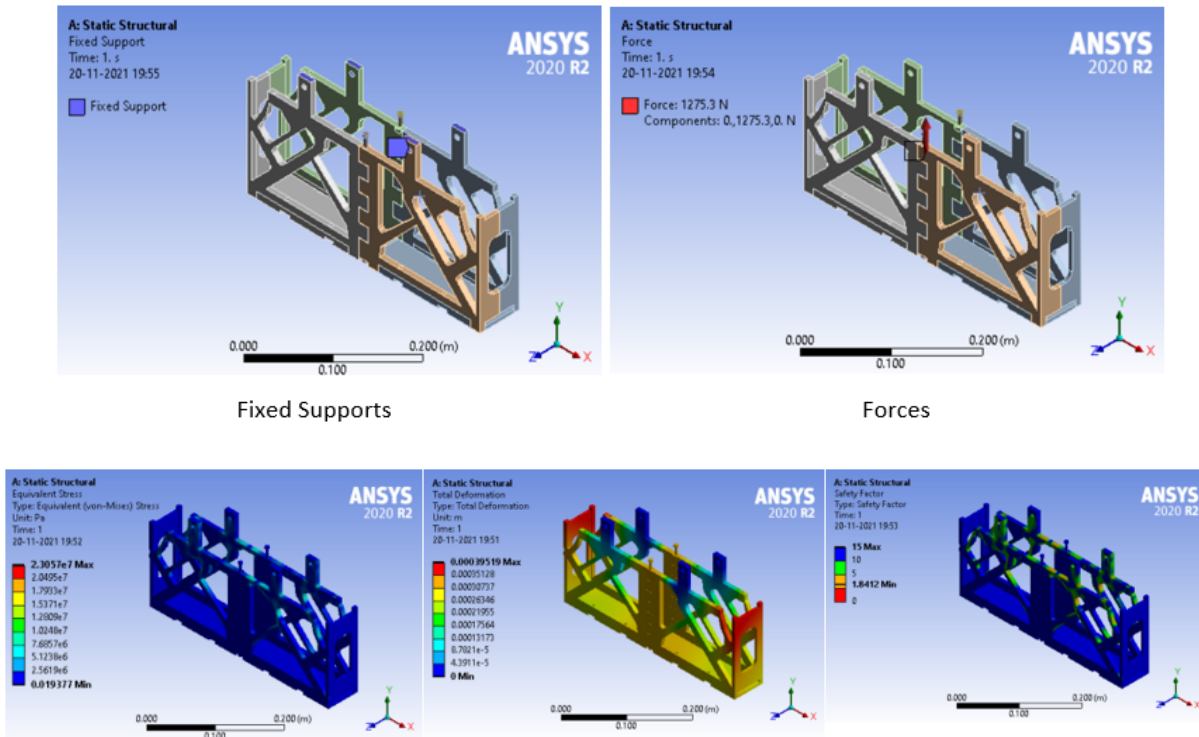 A: Static Structural
Fixed Support
Time: 1. s
20-11-2021 19:55
Fixed Support
ANSYS
2020 R2
0.000
0.200 (m)
0.100
Y
Z
X
A: Static Structural
Force
Time: 1. s
20-11-2021 19:54
Force: 1275.3 N
Components: 0.,1275.3,0. N
ANSYS
2020 R2
0.000
0.200 (m)
0.100
Y
Z
X
Fixed Supports
Forces
A: Static Structural
Equivalent Stress
Type: Equivalent (von-Mises) Stress
Unit: Pa
Time: 1
20-11-2021 19:52
2.3057e7 Max
2.0495e7
1.7933e7
1.5371e7
1.2809e7
1.0248e7
7.6857e6
5.1238e6
2.5619e6
0.019377 Min
ANSYS
2020 R2
0.000
0.200 (m)
0.100
Y
Z
X
A: Static Structural
Total Deformation
Type: Total Deformation
Unit: m
Time: 1
20-11-2021 19:51
0.00039519 Max
0.00035128
0.00030737
0.00026346
0.00021955
0.00017564
0.00013173
8.7821e-5
4.3911e-5
0 Min
ANSYS
2020 R2
0.000
0.200 (m)
0.100
Y
Z
X
A: Static Structural
Safety Factor
Type: Safety Factor
Time: 1
20-11-2021 19:53
15 Max
10
5
1.8412 Min
0
ANSYS
2020 R2
0.000
0.200 (m)
0.100
Y
Z
X